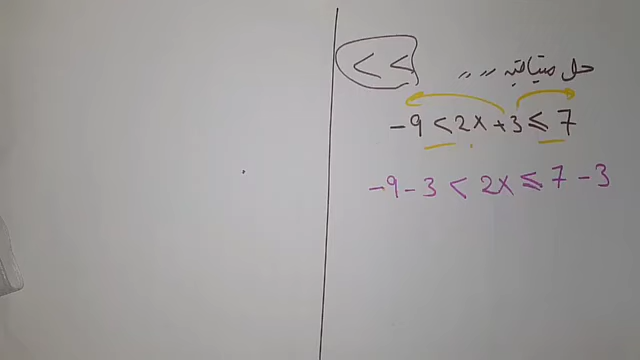 حل متباينة ,, ,, ,,
< <
-9 < 2x + 3 ≤ 7
-9 - 3 < 2x ≤ 7 - 3